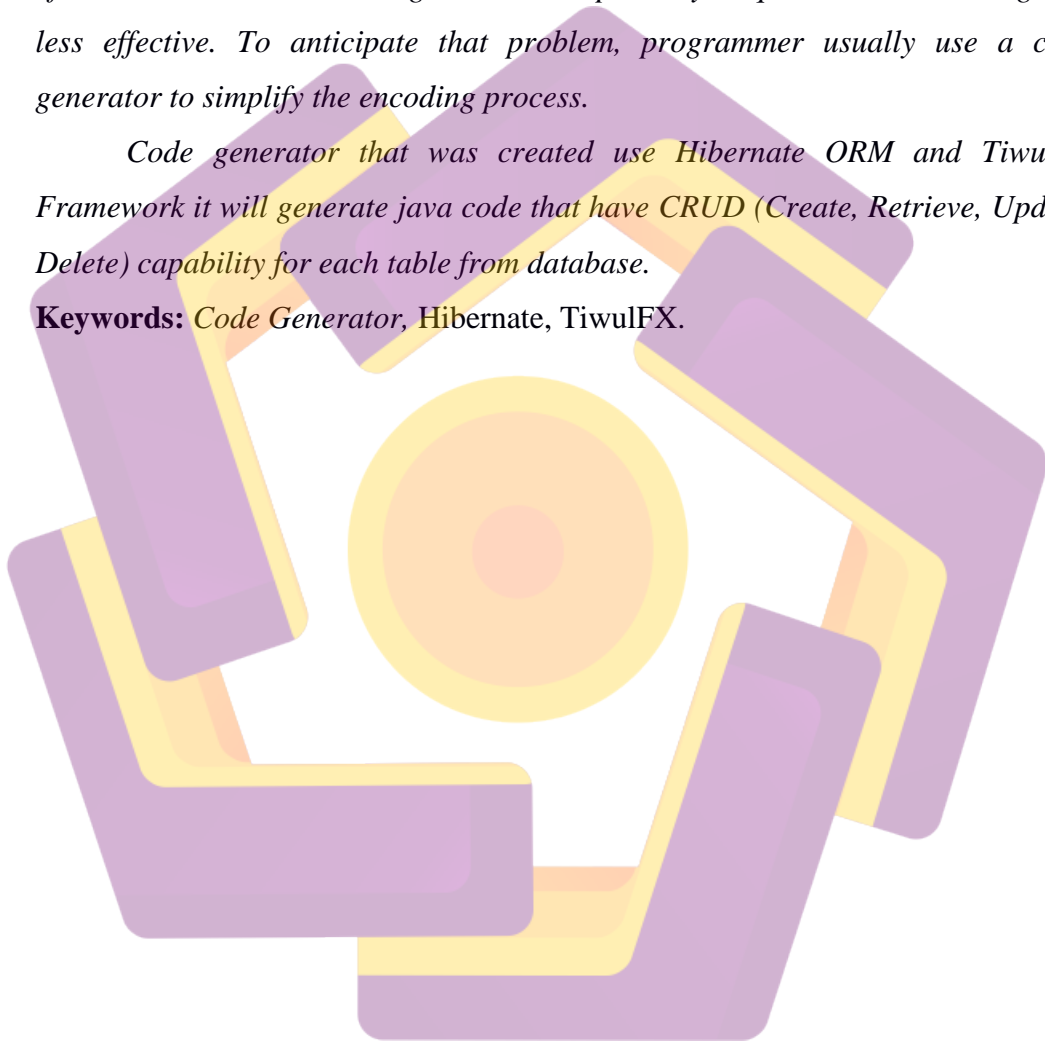 less effective. To anticipate that problem, programmer usually use a c
generator to simplify the encoding process.
Code generator that was created use Hibernate ORM and Tiwu
Framework it will generate java code that have CRUD (Create, Retrieve, Upd
Delete) capability for each table from database.
Keywords: Code Generator, Hibernate, TiwulFX.